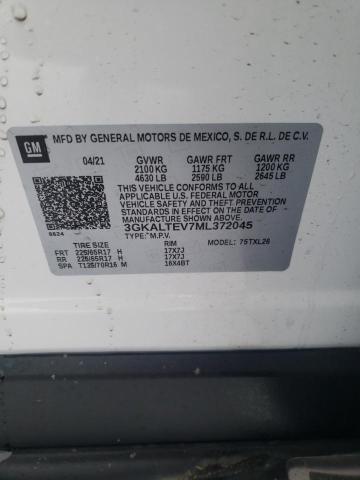 GM
MFD BY GENERAL MOTORS DE MEXICO, S. DE R.L. DE C.V.
04/21 GVWR GAWR FRT GAWR RR
2100 KG 1175 KG 1200 KG
4630 LB 2590 LB 2645 LB
THIS VEHICLE CONFORMS TO ALL
APPLICABLE U.S. FEDERAL MOTOR
VEHICLE SAFETY AND THEFT
PREVENTION STANDARDS IN EFFECT ON
THE DATE OF MANUFACTURE SHOWN ABOVE.
3GKALTEV7ML372045
TYPE: M.P.V.
6624 TIRE SIZE RIM MODEL: 75TXL26
FRT 225/65R17 H 17X7J
RR 225/65R17 H 17X7J
SPA T135/70R16 M 16X4BT